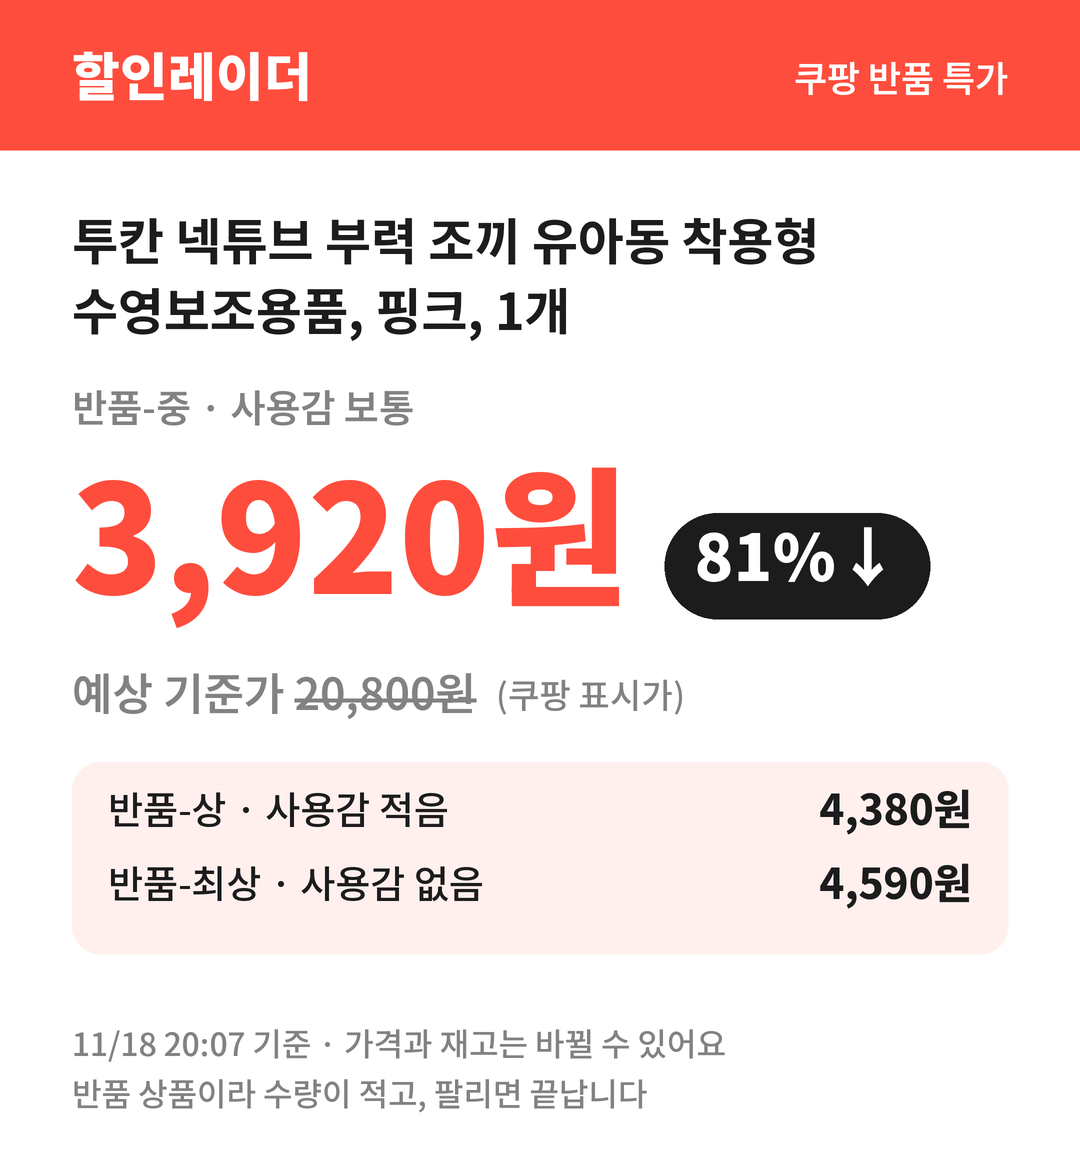 할인레이더
쿠팡 반품 특가
투칸 넥튜브 부력 조끼 유아동 착용형
수영보조용품, 핑크, 1개
반품-중 · 사용감 보통
3,920원 81%↓
예상 기준가 20,800원 (쿠팡 표시가)
반품-상 · 사용감 적음 4,380원
반품-최상 · 사용감 없음 4,590원
11/18 20:07 기준 · 가격과 재고는 바뀔 수 있어요
반품 상품이라 수량이 적고, 팔리면 끝납니다